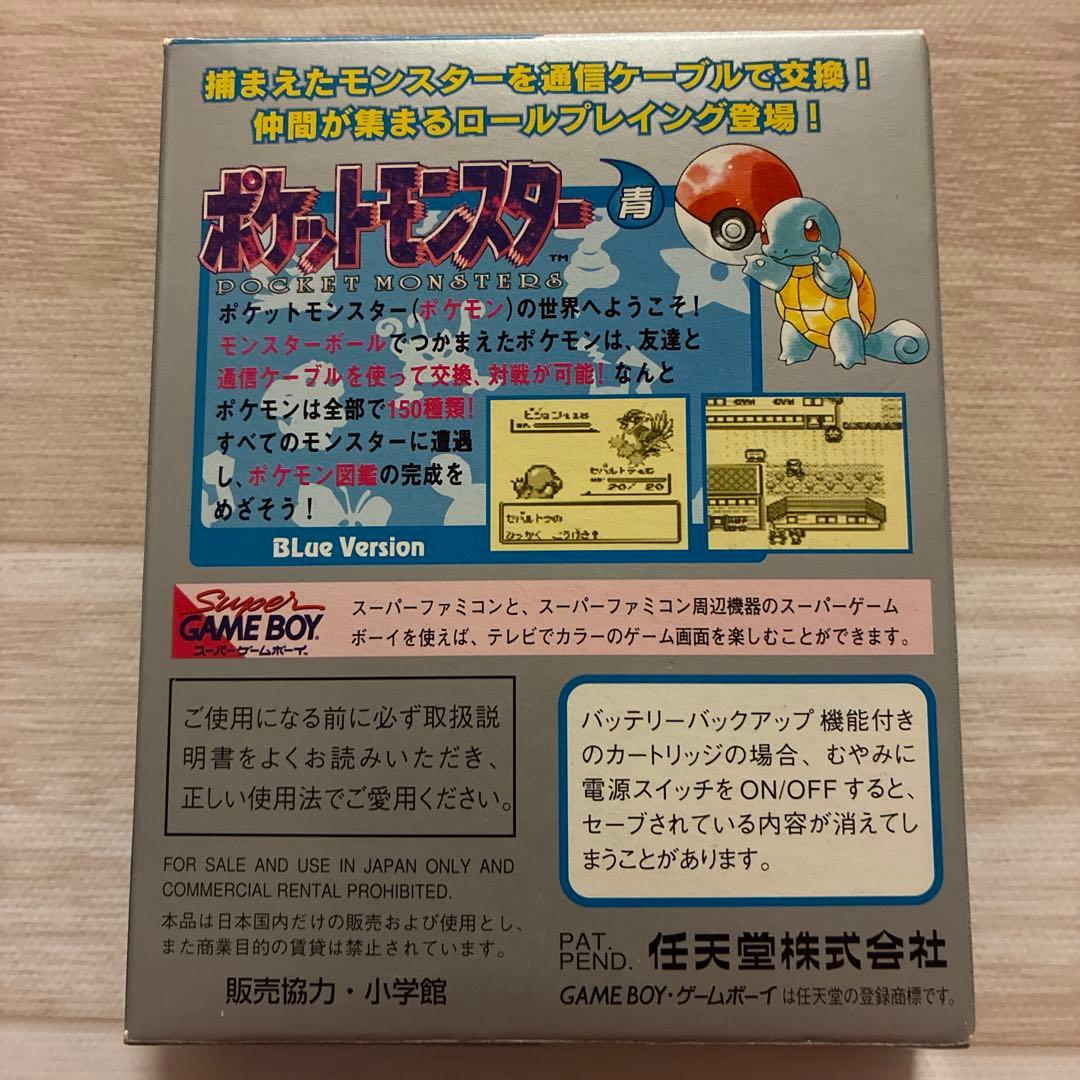 捕まえたモンスターを通信ケーブルで交換！
仲間が集まるロールプレイング登場！
ポケットモンスター 青
TM
POCKET MONSTERS
ポケットモンスター(ポケモン)の世界へようこそ！
モンスターボールでつかまえたポケモンは、友達と
通信ケーブルを使って交換、対戦が可能！なんと
ポケモンは全部で150種類！
すべてのモンスターに遭遇
し、ポケモン図鑑の完成を
めざそう！
BLue Version
20/ 20
ひっかく こうげき！
GYM
Super
GAME BOY
スーパーゲームボーイ
スーパーファミコンと、スーパーファミコン周辺機器のスーパーゲーム
ボーイを使えば、テレビでカラーのゲーム画面を楽しむことができます。
ご使用になる前に必ず取扱説
明書をよくお読みいただき、
正しい使用法でご愛用ください。
バッテリーバックアップ機能付き
のカートリッジの場合、むやみに
電源スイッチをON/OFFすると、
セーブされている内容が消えてし
まうことがあります。
FOR SALE AND USE IN JAPAN ONLY AND
COMMERCIAL RENTAL PROHIBITED.
本品は日本国内だけの販売および使用とし、
また商業目的の賃貸は禁止されています。
販売協力・小学館
PAT.
PEND. 任天堂株式会社
GAME BOY・ゲームボーイは任天堂の登録商標です。